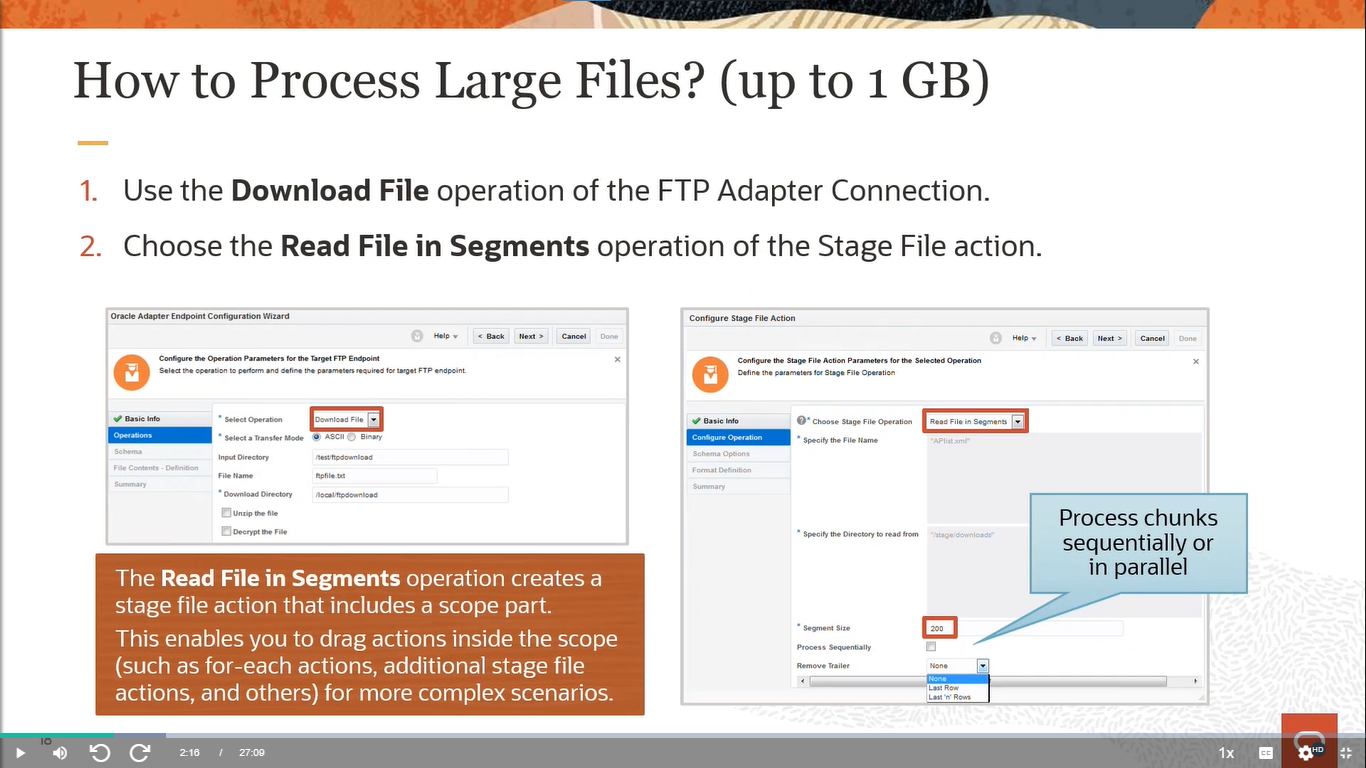 How to Process Large Files? (up to 1 GB)
1. Use the Download File operation of the FTP Adapter Connection.
2. Choose the Read File in Segments operation of the Stage File action.
Oracle Adapter Endpoint Configuration Wizard
Help
< Back
Next >
Cancel
Done
Configure the Operation Parameters for the Target FTP Endpoint
Select the operation to perform and define the parameters required for target FTP endpoint.
Basic Info
Operations
Schema
File Contents - Definition
Summary
* Select Operation
Download File
* Select a Transfer Mode
ASCII
Binary
Input Directory
/test/ftpdownload
File Name
ftpfile.txt
* Download Directory
/local/ftpdownload
Unzip the file
Decrypt the File
The Read File in Segments operation creates a
stage file action that includes a scope part.
This enables you to drag actions inside the scope
(such as for-each actions, additional stage file
actions, and others) for more complex scenarios.
Configure Stage File Action
Help
< Back
Next >
Cancel
Done
Configure the Stage File Action Parameters for the Selected Operation
Define the parameters for Stage File Operation
Basic Info
Configure Operation
Schema Options
Format Definition
Summary
* Choose Stage File Operation
Read File in Segments
* Specify the File Name
"APlist.xml"
* Specify the Directory to read from
"/stage/downloads"
Process chunks
sequentially or
in parallel
* Segment Size
200
Process Sequentially
Remove Trailer
None
None
Last Row
Last 'n' Rows
2:16 / 27:09
1x
CC
HD